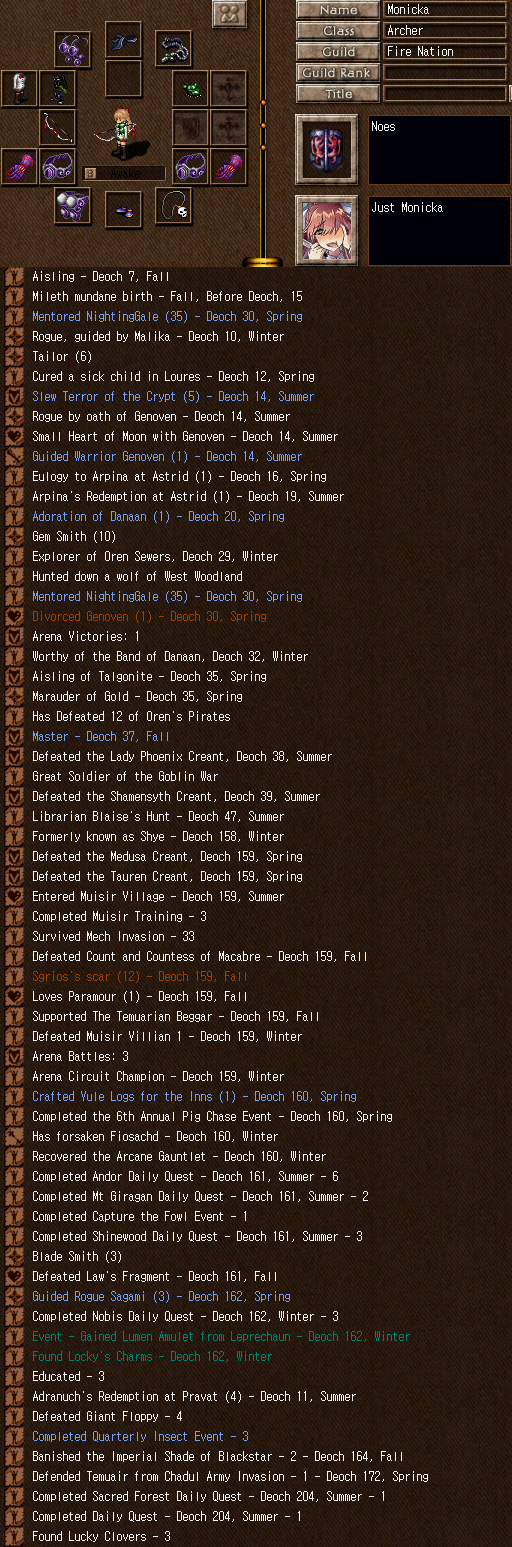 Name
Monicka
Class
Archer
Guild
Fire Nation
Guild Rank
Title
Noes
Awake
Just Monicka
Aisling - Deoch 7, Fall
Mileth mundane birth - Fall, Before Deoch, 15
Mentored NightingGale (35) - Deoch 30, Spring
Rogue, guided by Malika - Deoch 10, Winter
Tailor (6)
Cured a sick child in Loures - Deoch 12, Spring
Slew Terror of the Crypt (5) - Deoch 14, Summer
Rogue by oath of Genoven - Deoch 14, Summer
Small Heart of Moon with Genoven - Deoch 14, Summer
Guided Warrior Genoven (1) - Deoch 14, Summer
Eulogy to Arpina at Astrid (1) - Deoch 16, Spring
Arpina's Redemption at Astrid (1) - Deoch 19, Summer
Adoration of Danaan (1) - Deoch 20, Spring
Gem Smith (10)
Explorer of Oren Sewers, Deoch 29, Winter
Hunted down a wolf of West Woodland
Mentored NightingGale (35) - Deoch 30, Spring
Divorced Genoven (1) - Deoch 30, Spring
Arena Victories: 1
Worthy of the Band of Danaan, Deoch 32, Winter
Aisling of Talgonite - Deoch 35, Spring
Marauder of Gold - Deoch 35, Spring
Has Defeated 12 of Oren's Pirates
Master - Deoch 37, Fall
Defeated the Lady Phoenix Creant, Deoch 38, Summer
Great Soldier of the Goblin War
Defeated the Shamensyth Creant, Deoch 39, Summer
Librarian Blaise's Hunt - Deoch 47, Summer
Formerly known as Shye - Deoch 158, Winter
Defeated the Medusa Creant, Deoch 159, Spring
Defeated the Tauren Creant, Deoch 159, Spring
Entered Muisir Village - Deoch 159, Summer
Completed Muisir Training - 3
Survived Mech Invasion - 33
Defeated Count and Countess of Macabre - Deoch 159, Fall
Sgrios's scar (12) - Deoch 159, Fall
Loves Paramour (1) - Deoch 159, Fall
Supported The Temuarian Beggar - Deoch 159, Fall
Defeated Muisir Villian 1 - Deoch 159, Winter
Arena Battles: 3
Arena Circuit Champion - Deoch 159, Winter
Crafted Yule Logs for the Inns (1) - Deoch 160, Spring
Completed the 6th Annual Pig Chase Event - Deoch 160, Spring
Has forsaken Fiosachd - Deoch 160, Winter
Recovered the Arcane Gauntlet - Deoch 160, Winter
Completed Andor Daily Quest - Deoch 161, Summer - 6
Completed Mt Giragan Daily Quest - Deoch 161, Summer - 2
Completed Capture the Fowl Event - 1
Completed Shinewood Daily Quest - Deoch 161, Summer - 3
Blade Smith (3)
Defeated Law's Fragment - Deoch 161, Fall
Guided Rogue Sagami (3) - Deoch 162, Spring
Completed Nobis Daily Quest - Deoch 162, Winter - 3
Event - Gained Lumen Amulet from Leprechaun - Deoch 162, Winter
Found Locky's Charms - Deoch 162, Winter
Educated - 3
Adranuch's Redemption at Pravat (4) - Deoch 11, Summer
Defeated Giant Floppy - 4
Completed Quarterly Insect Event - 3
Banished the Imperial Shade of Blackstar - 2 - Deoch 164, Fall
Defended Temuair from Chadul Army Invasion - 1 - Deoch 172, Spring
Completed Sacred Forest Daily Quest - Deoch 204, Summer - 1
Completed Daily Quest - Deoch 204, Summer - 1
Found Lucky Clovers - 3